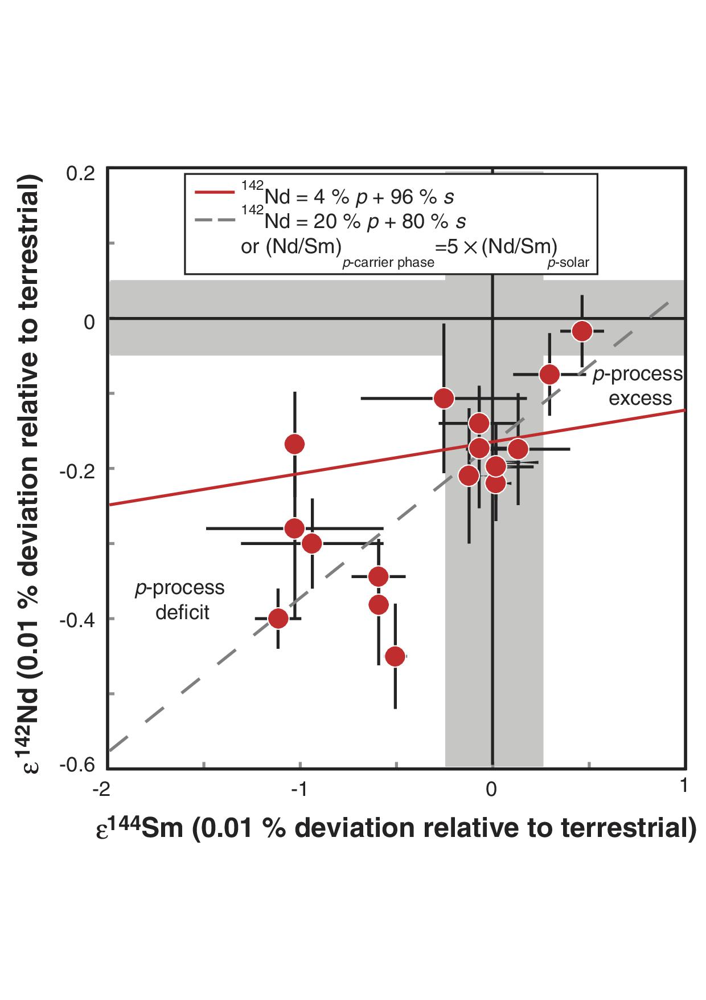 0.2
0
-0.2
-0.4
-0.6
ε¹⁴²Nd (0.01 % deviation relative to terrestrial)
¹⁴²Nd = 4 % p + 96 % s
¹⁴²Nd = 20 % p + 80 % s
or (Nd/Sm)p-carrier phase =5 × (Nd/Sm)p-solar
p-process
excess
p-process
deficit
-2
-1
0
1
ε¹⁴⁴Sm (0.01 % deviation relative to terrestrial)